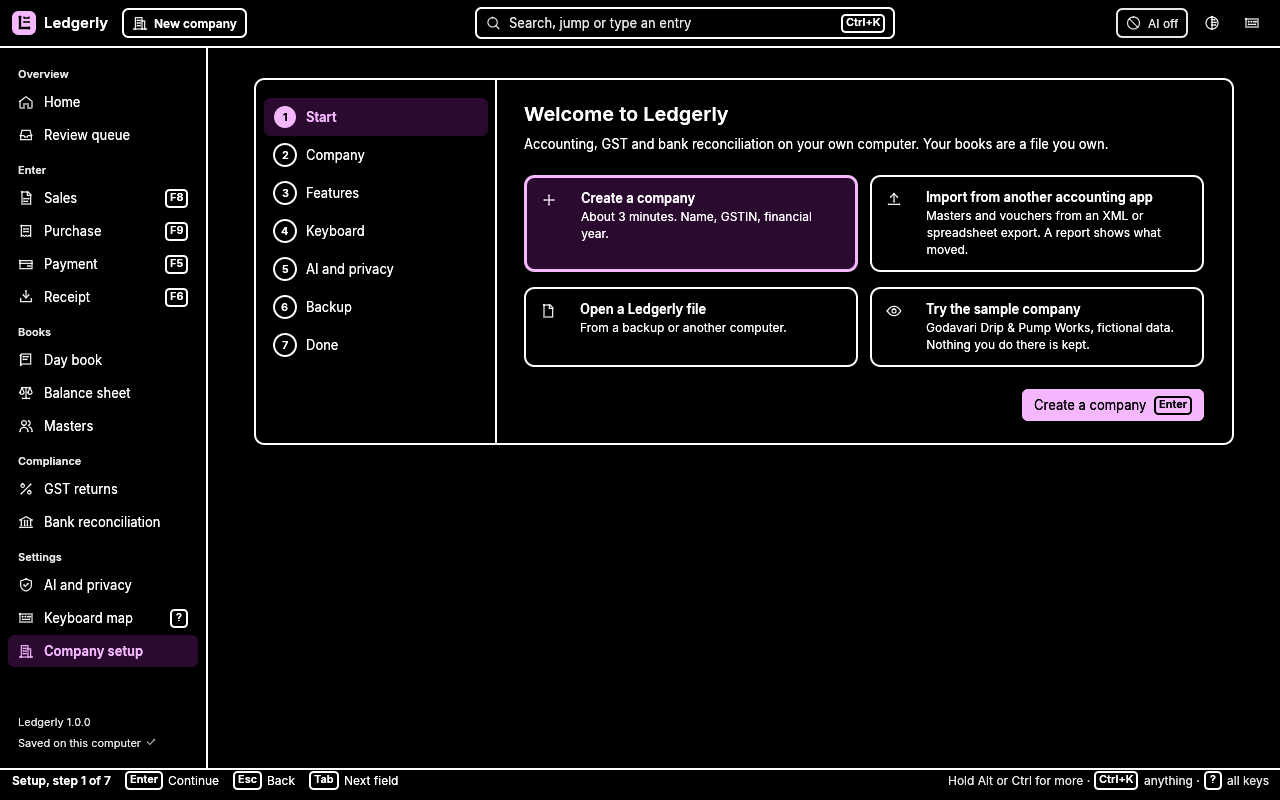 Ledgerly
New company
Search, jump or type an entry
Ctrl+K
AI off
Overview
Home
Review queue
Enter
Sales F8
Purchase F9
Payment F5
Receipt F6
Books
Day book
Balance sheet
Masters
Compliance
GST returns
Bank reconciliation
Settings
AI and privacy
Keyboard map ?
Company setup
Ledgerly 1.0.0
Saved on this computer
1 Start
2 Company
3 Features
4 Keyboard
5 AI and privacy
6 Backup
7 Done
Welcome to Ledgerly
Accounting, GST and bank reconciliation on your own computer. Your books are a file you own.
Create a company
About 3 minutes. Name, GSTIN, financial
year.
Import from another accounting app
Masters and vouchers from an XML or
spreadsheet export. A report shows what
moved.
Open a Ledgerly file
From a backup or another computer.
Try the sample company
Godavari Drip & Pump Works, fictional data.
Nothing you do there is kept.
Create a company Enter
Setup, step 1 of 7 Enter Continue Esc Back Tab Next field
Hold Alt or Ctrl for more · Ctrl+K anything · ? all keys